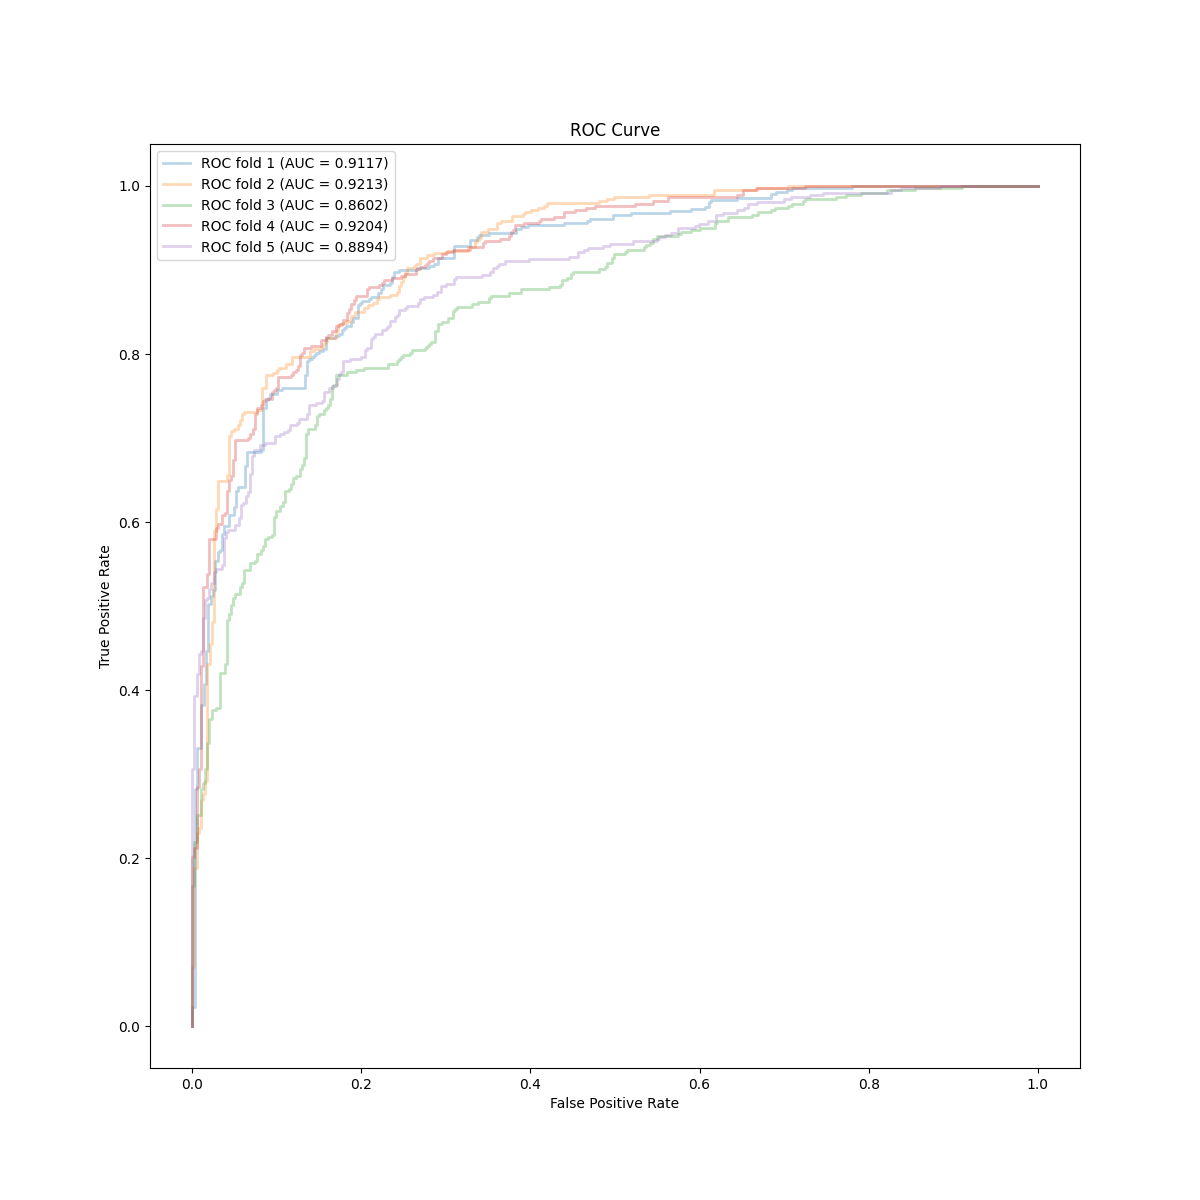 ROC Curve
ROC fold 1 (AUC = 0.9117)
ROC fold 2 (AUC = 0.9213)
ROC fold 3 (AUC = 0.8602)
ROC fold 4 (AUC = 0.9204)
ROC fold 5 (AUC = 0.8894)
True Positive Rate
1.0
0.8
0.6
0.4
0.2
0.0
0.0 0.2 0.4 0.6 0.8 1.0
False Positive Rate